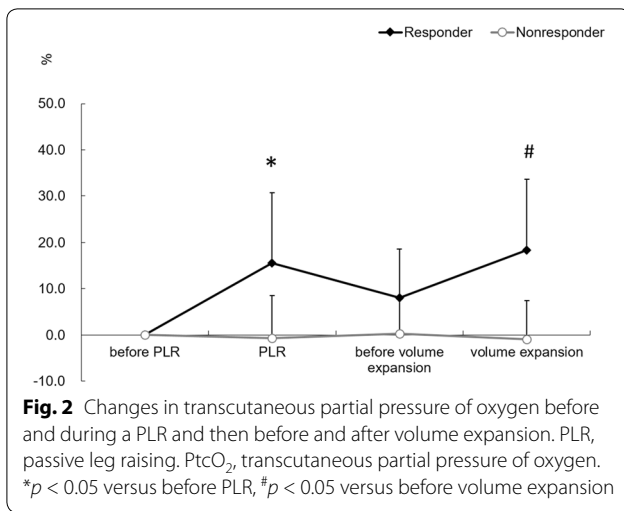 Responder Nonresponder
%
50.0
40.0
30.0
20.0
10.0
0.0
-10.0
*
#
before PLR PLR before volume expansion volume expansion
Fig. 2 Changes in transcutaneous partial pressure of oxygen before
and during a PLR and then before and after volume expansion. PLR,
passive leg raising. PtcO₂, transcutaneous partial pressure of oxygen.
*p < 0.05 versus before PLR, #p < 0.05 versus before volume expansion